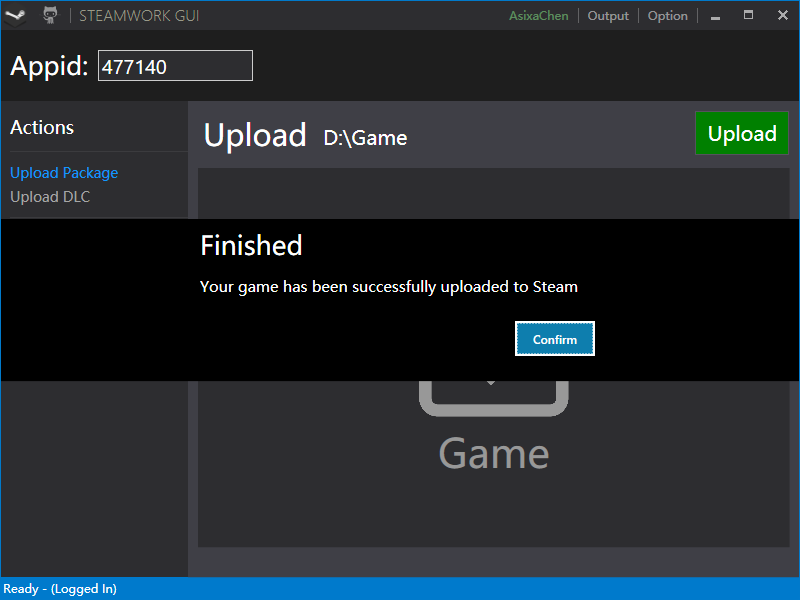 STEAMWORK GUI
AsixaChen
Output
Option
Appid: 477140
Actions
Upload Package
Upload DLC
Upload D:\Game
Upload
Finished
Your game has been successfully uploaded to Steam
Confirm
Game
Ready - (Logged In)